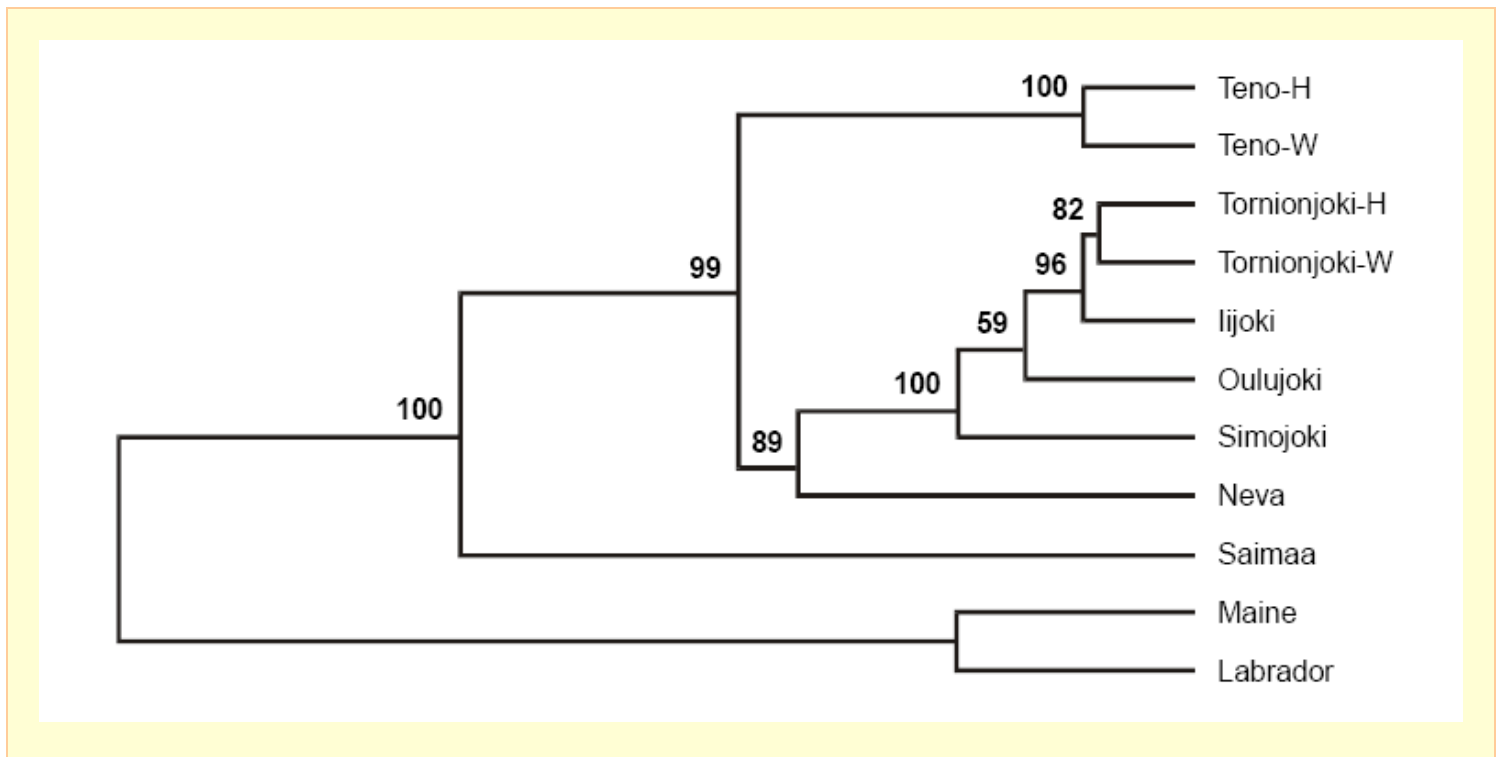 100
Teno-H
Teno-W
82
Tornionjoki-H
96
Tornionjoki-W
99
59
Iijoki
100
Oulujoki
100
89
Simojoki
Neva
Saimaa
Maine
Labrador